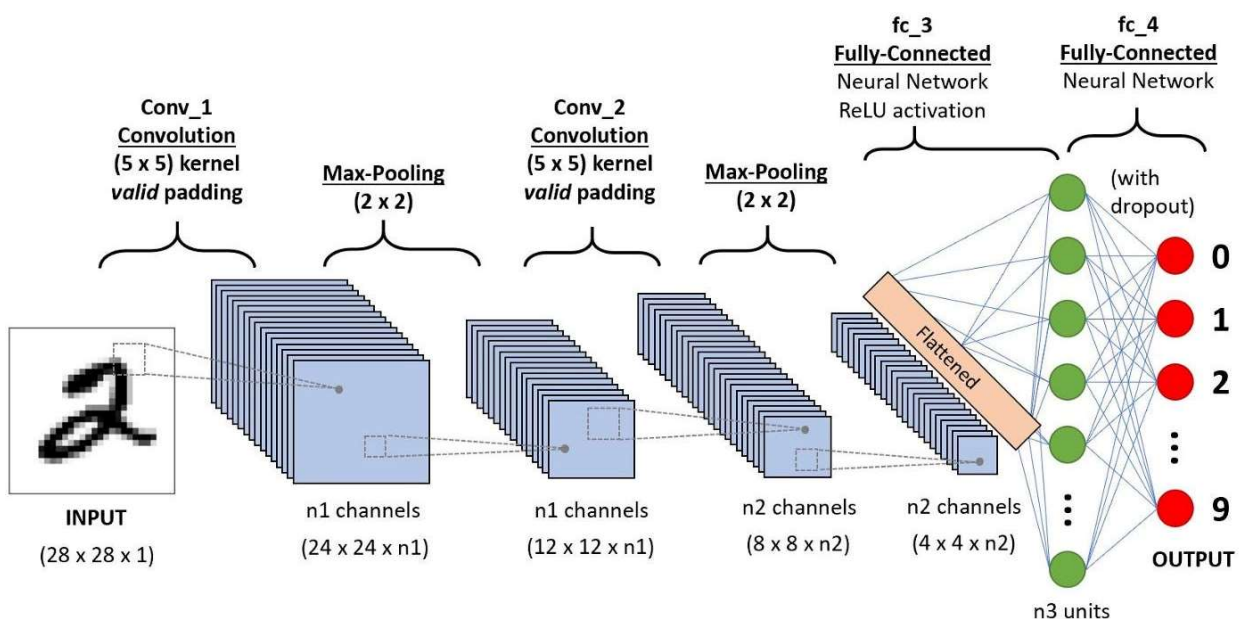 fc_3
Fully-Connected
Neural Network
ReLU activation
fc_4
Fully-Connected
Neural Network
Conv_1
Convolution
(5 x 5) kernel
valid padding
Max-Pooling
(2 x 2)
Conv_2
Convolution
(5 x 5) kernel
valid padding
Max-Pooling
(2 x 2)
(with
dropout)
0
1
2
9
Flattened
INPUT
(28 x 28 x 1)
n1 channels
(24 x 24 x n1)
n1 channels
(12 x 12 x n1)
n2 channels
(8 x 8 x n2)
n2 channels
(4 x 4 x n2)
OUTPUT
n3 units